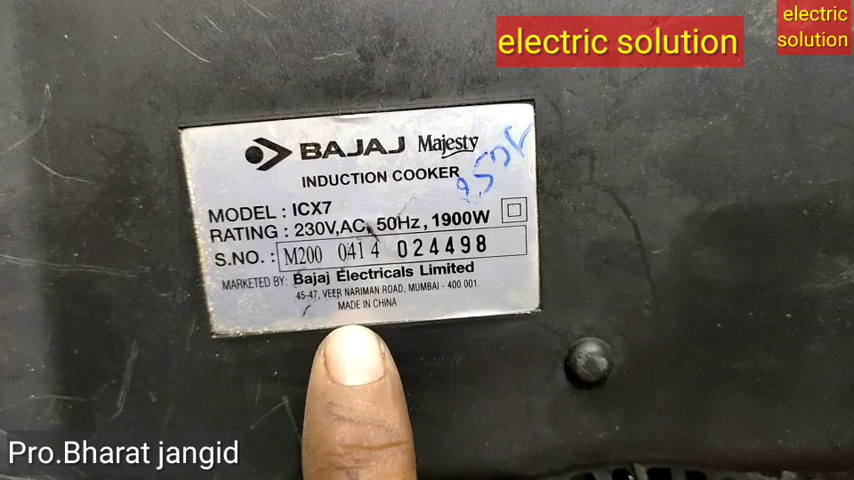 electric solution
electric
solution
BAJAJ Majesty
INDUCTION COOKER
MODEL : ICX7
RATING : 230V,AC, 50Hz, 1900W
S.NO. : M200 0414 024498
MARKETED BY: Bajaj Electricals Limited
45-47, VEER NARIMAN ROAD, MUMBAI - 400 001.
MADE IN CHINA
Pro.Bharat jangid